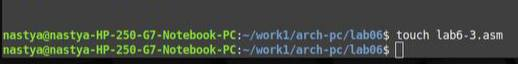 nastya@nastya-HP-250-G7-Notebook-PC:~/work1/arch-pc/lab06$ touch lab6-3.asm
nastya@nastya-HP-250-G7-Notebook-PC:~/work1/arch-pc/lab06$